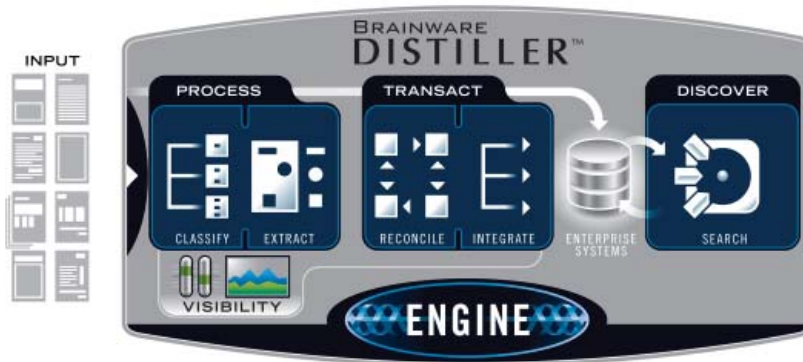 BRAINWARE
DISTILLER™
INPUT
PROCESS
TRANSACT
DISCOVER
CLASSIFY
EXTRACT
RECONCILE
INTEGRATE
ENTERPRISE
SYSTEMS
SEARCH
VISIBILITY
ENGINE